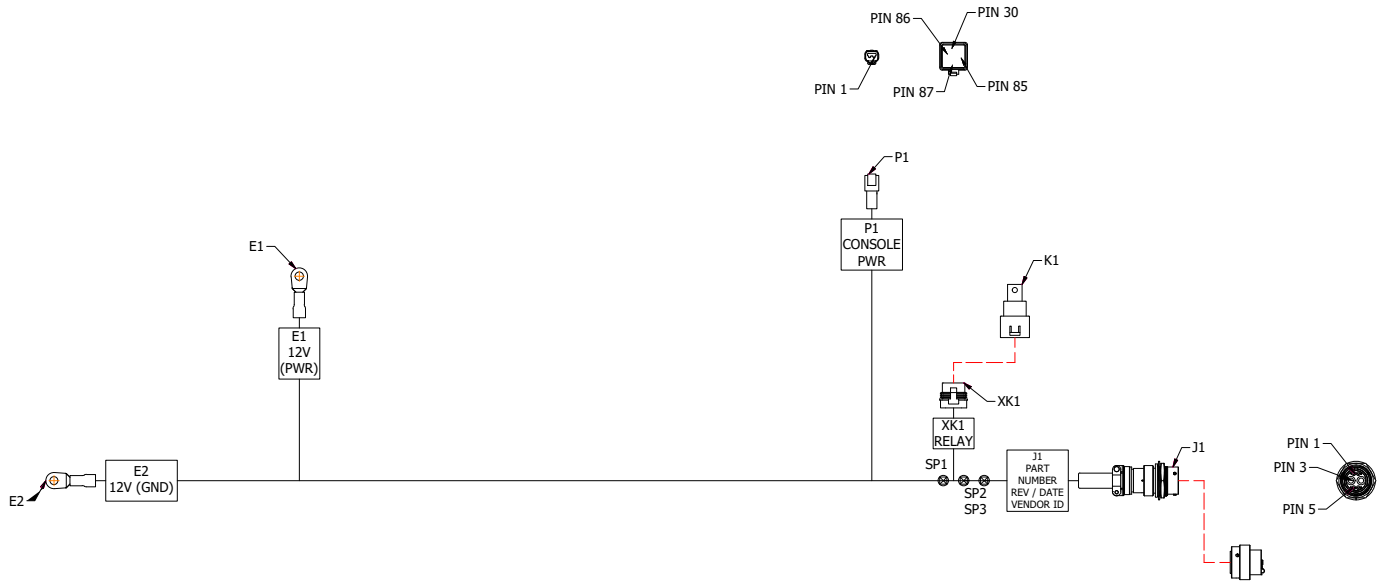 PIN 86
PIN 30
PIN 1
PIN 87
PIN 85
P1
P1
CONSOLE
PWR
E1
E1
12V
(PWR)
K1
XK1
XK1
RELAY
E2
E2
12V (GND)
SP1
SP2
SP3
J1
PART
NUMBER
REV / DATE
VENDOR ID
J1
PIN 1
PIN 3
PIN 5